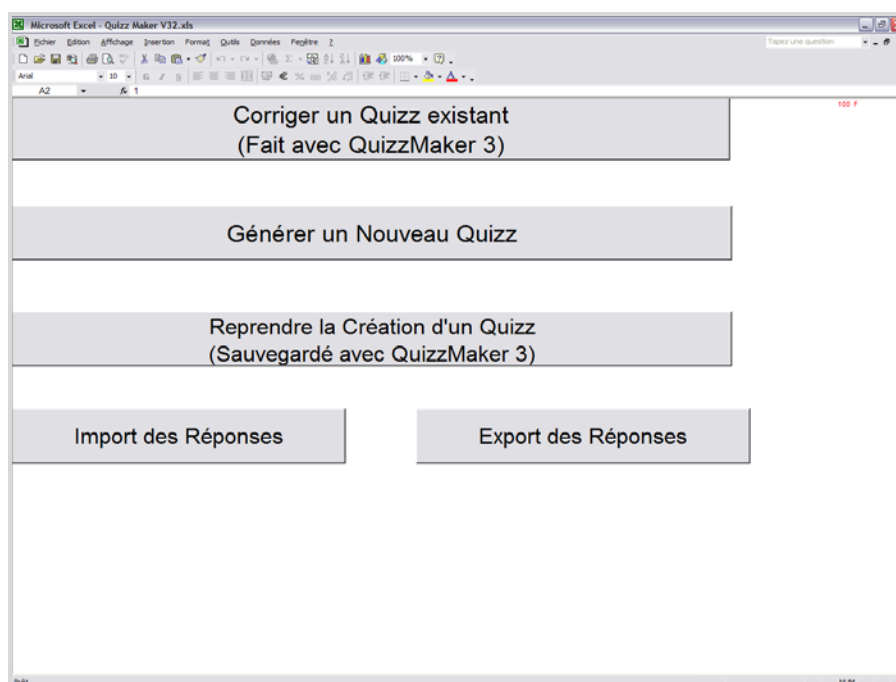 Microsoft Excel - Quizz Maker V32.xls
Fichier Edition Affichage Insertion Format Outils Données Fenêtre ?
Tapez une question
100%
Arial 10 G I S
A2 fx 1
100 F
Corriger un Quizz existant
(Fait avec QuizzMaker 3)
Générer un Nouveau Quizz
Reprendre la Création d'un Quizz
(Sauvegardé avec QuizzMaker 3)
Import des Réponses
Export des Réponses